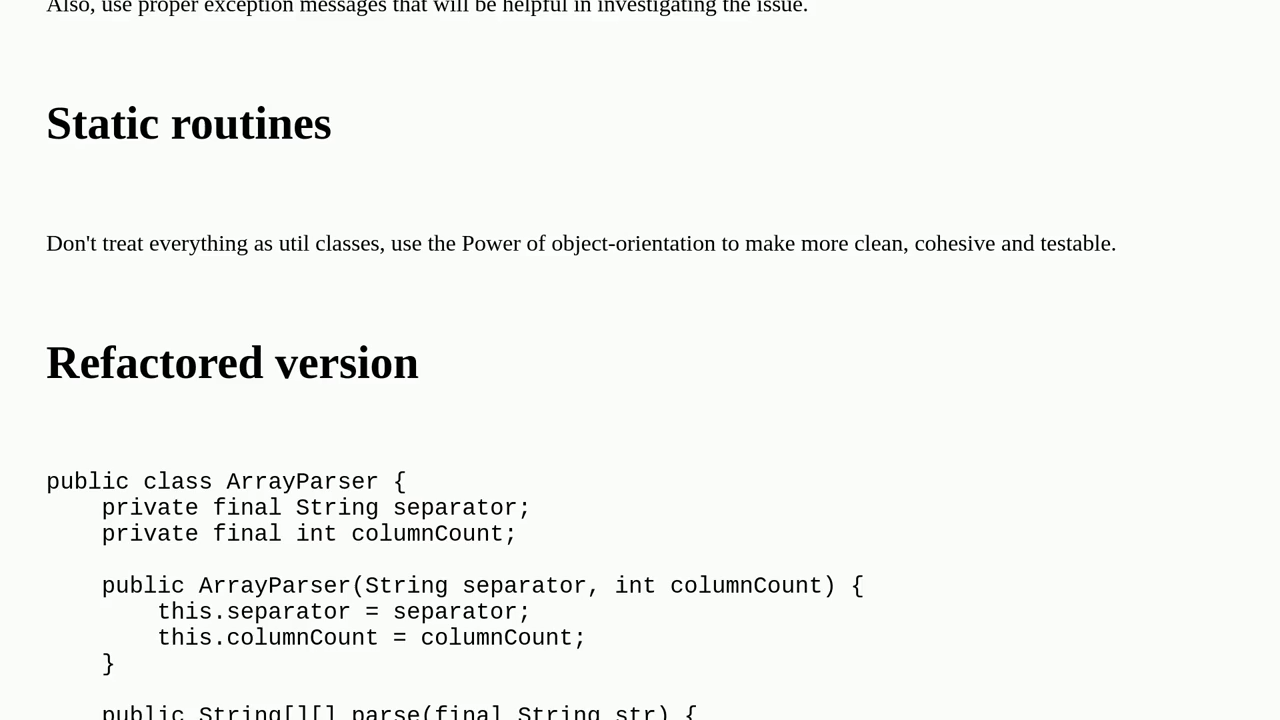 Also, use proper exception messages that will be helpful in investigating the issue.
Static routines
Don't treat everything as util classes, use the Power of object-orientation to make more clean, cohesive and testable.
Refactored version
public class ArrayParser {
    private final String separator;
    private final int columnCount;
    public ArrayParser(String separator, int columnCount) {
        this.separator = separator;
        this.columnCount = columnCount;
    }
    public String[][] parse(final String str) {